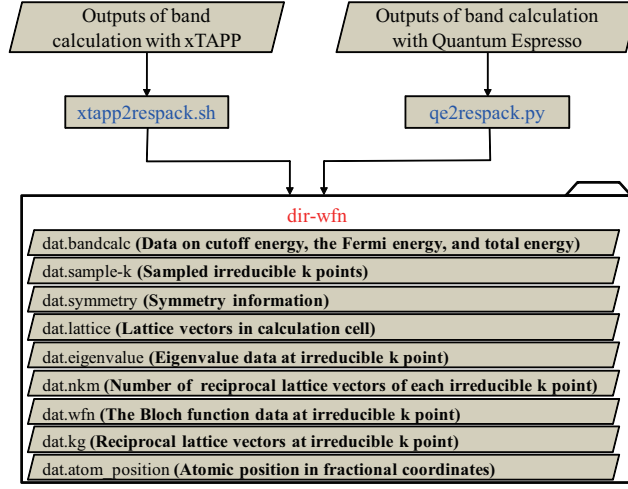 Outputs of band
calculation with xTAPP
Outputs of band calculation
with Quantum Espresso
xtapp2respack.sh
qe2respack.py
dir-wfn
dat.bandcalc (Data on cutoff energy, the Fermi energy, and total energy)
dat.sample-k (Sampled irreducible k points)
dat.symmetry (Symmetry information)
dat.lattice (Lattice vectors in calculation cell)
dat.eigenvalue (Eigenvalue data at irreducible k point)
dat.nkm (Number of reciprocal lattice vectors of each irreducible k point)
dat.wfn (The Bloch function data at irreducible k point)
dat.kg (Reciprocal lattice vectors at irreducible k point)
dat.atom_position (Atomic position in fractional coordinates)